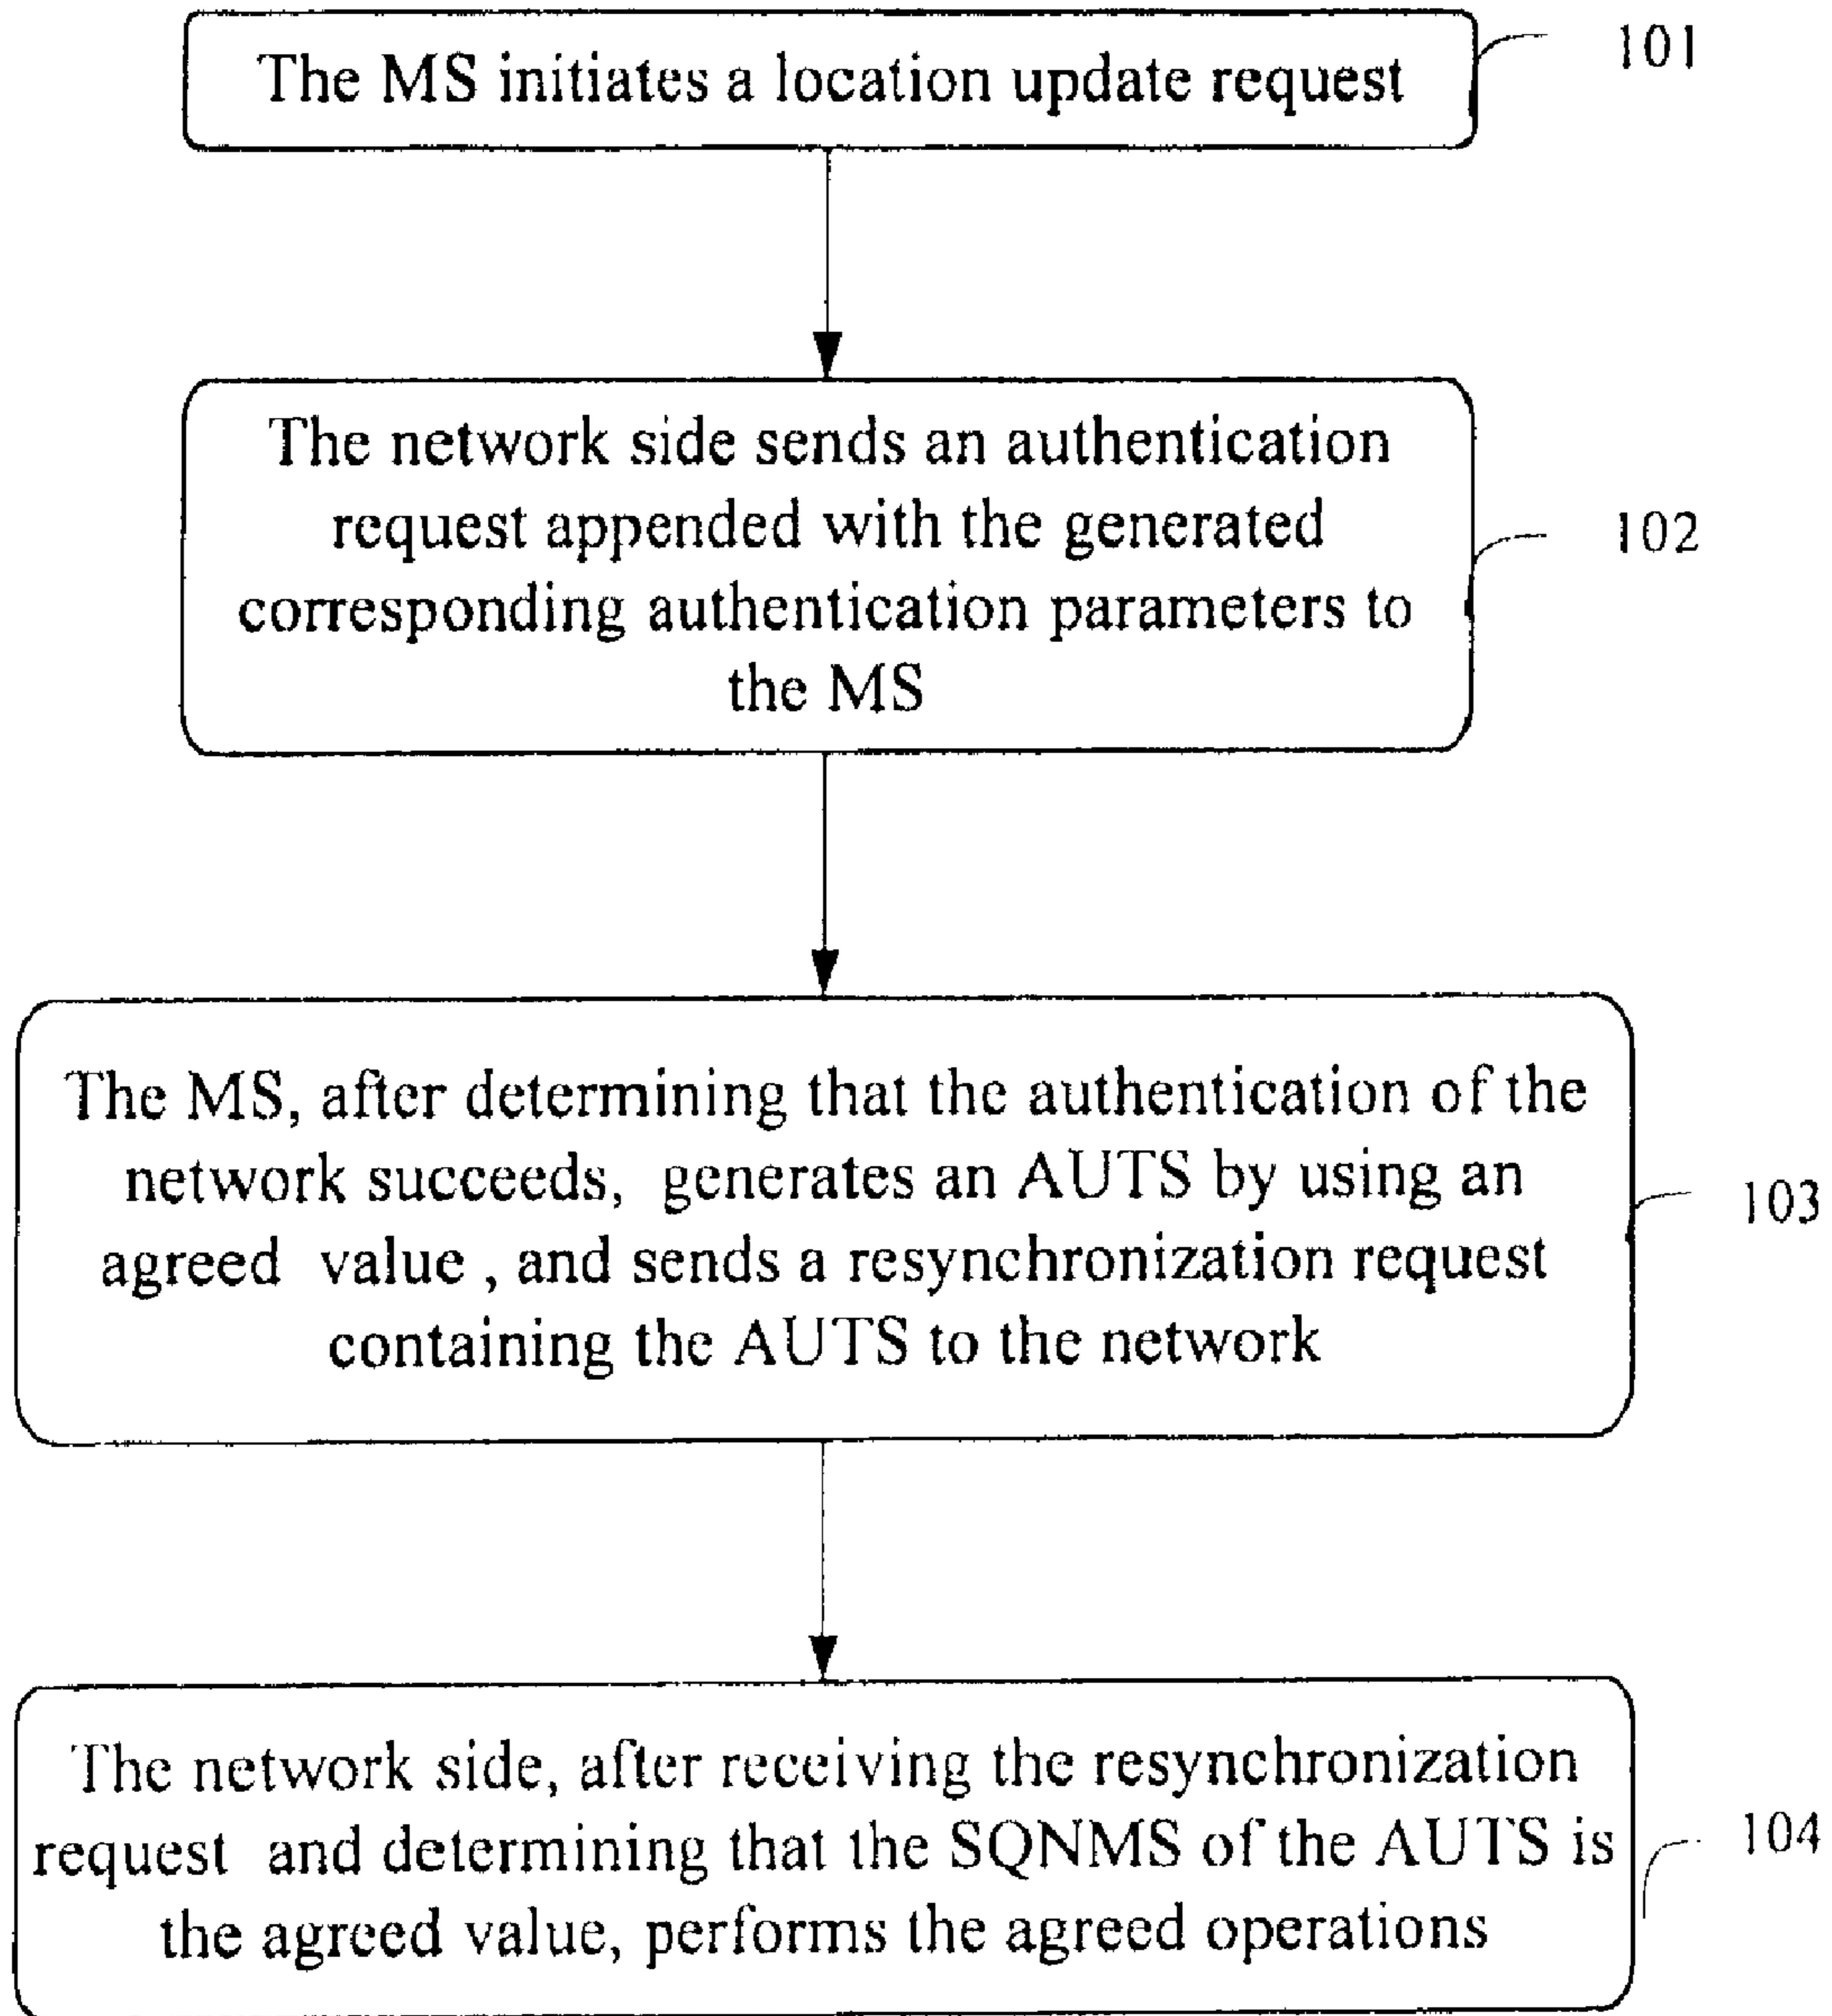 The MS initiates a location update request
101
The network side sends an authentication
request appended with the generated
corresponding authentication parameters to
the MS
102
The MS, after determining that the authentication of the
network succeeds, generates an AUTS by using an
agreed value , and sends a resynchronization request
containing the AUTS to the network
103
The network side, after receiving the resynchronization
request and determining that the SQNMS of the AUTS is
the agreed value, performs the agreed operations
104